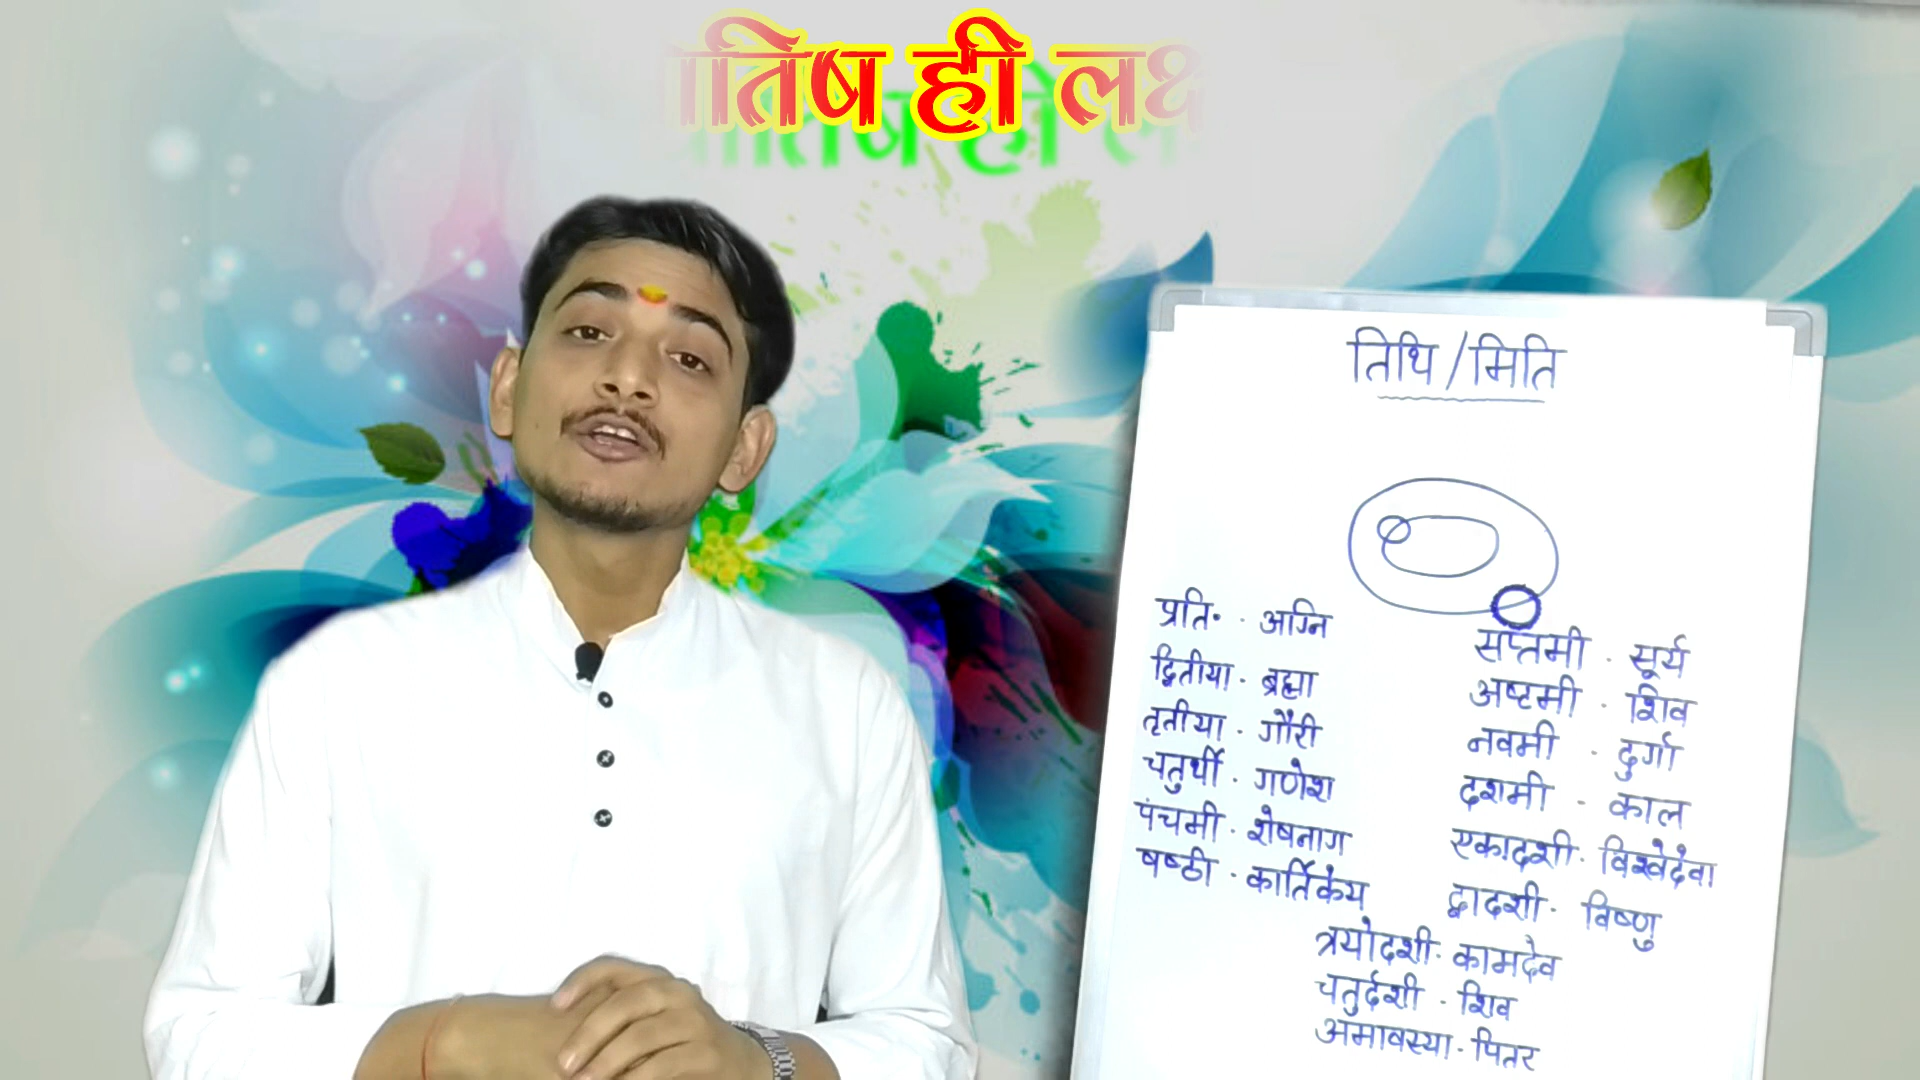 तिष ही लक्ष
तिथि/मिति
प्रति॰ - अग्नि
द्वितीया - ब्रह्मा
तृतीया - गौरी
चतुर्थी - गणेश
पंचमी - शेषनाग
षष्ठी - कार्तिकेय
सप्तमी - सूर्य
अष्टमी - शिव
नवमी - दुर्गा
दशमी - काल
एकादशी - विश्वेदेवा
द्वादशी - विष्णु
त्रयोदशी - कामदेव
चतुर्दशी - शिव
अमावस्या - पितर